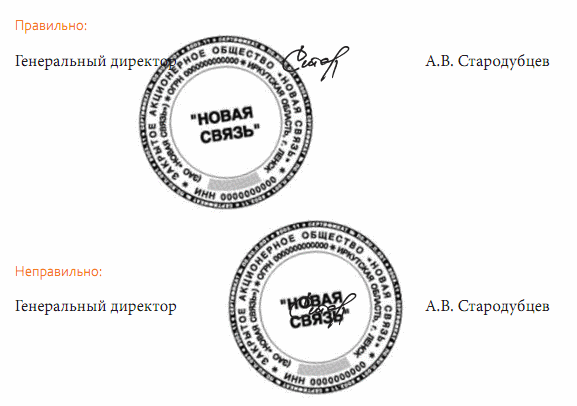 Правильно:
Генеральный директор
А.В. Стародубцев
* ЗАКРЫТОЕ АКЦИОНЕРНОЕ ОБЩЕСТВО «НОВАЯ СВЯЗЬ» *
(ЗАО «НОВАЯ СВЯЗЬ») * ОГРН 0000000000000 * ИРКУТСКАЯ ОБЛАСТЬ, г. ПЕНСК
ИНН 0000000000
"НОВАЯ
СВЯЗЬ"
Неправильно:
Генеральный директор
А.В. Стародубцев
* ЗАКРЫТОЕ АКЦИОНЕРНОЕ ОБЩЕСТВО «НОВАЯ СВЯЗЬ» *
(ЗАО «НОВАЯ СВЯЗЬ») * ОГРН 0000000000000 * ИРКУТСКАЯ ОБЛАСТЬ, г. ПЕНСК
ИНН 0000000000
"НОВАЯ
СВЯЗЬ"